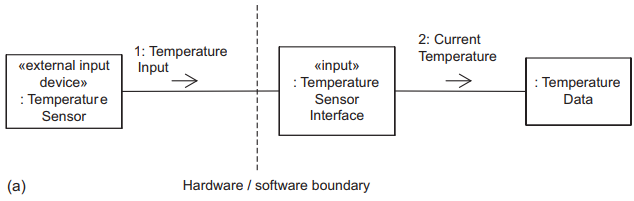 «external input
device»
: Temperature
Sensor
1: Temperature
Input
«input»
: Temperature
Sensor
Interface
2: Current
Temperature
: Temperature
Data
(a)
Hardware / software boundary